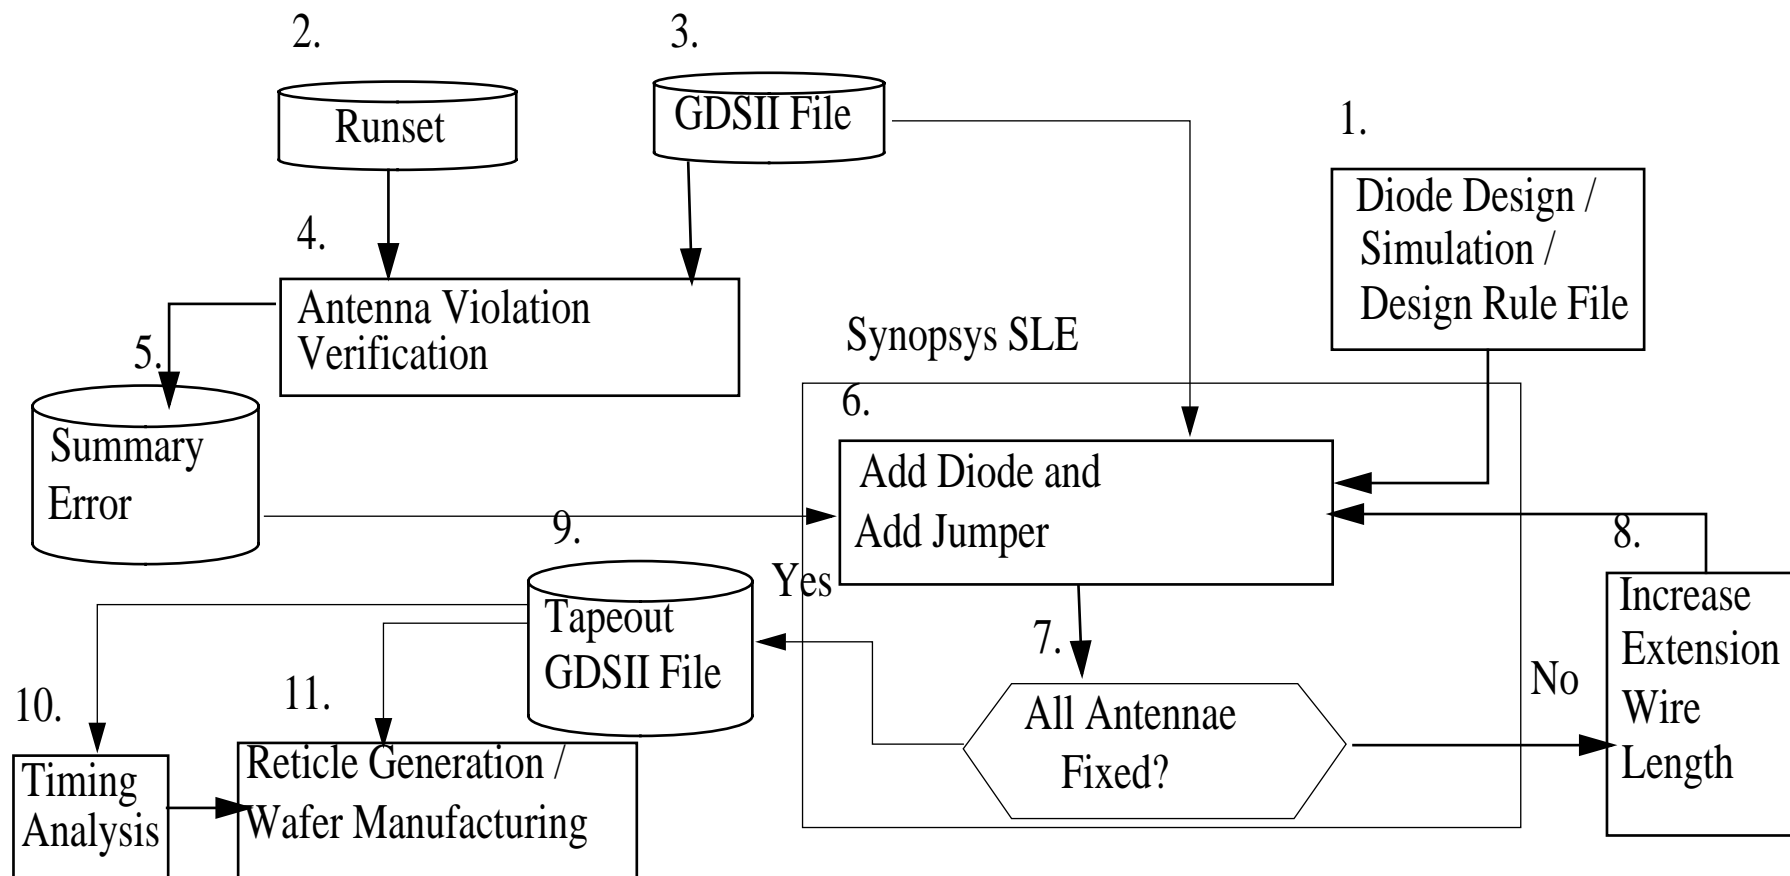 2.
3.
Runset
GDSII File
1.
Diode Design /
Simulation /
Design Rule File
4.
Antenna Violation
Verification
5.
Summary
Error
Synopsys SLE
6.
Add Diode and
Add Jumper
9.
Yes
Tapeout
GDSII File
7.
All Antennae
Fixed?
No
8.
Increase
Extension
Wire
Length
10.
Timing
Analysis
11.
Reticle Generation /
Wafer Manufacturing